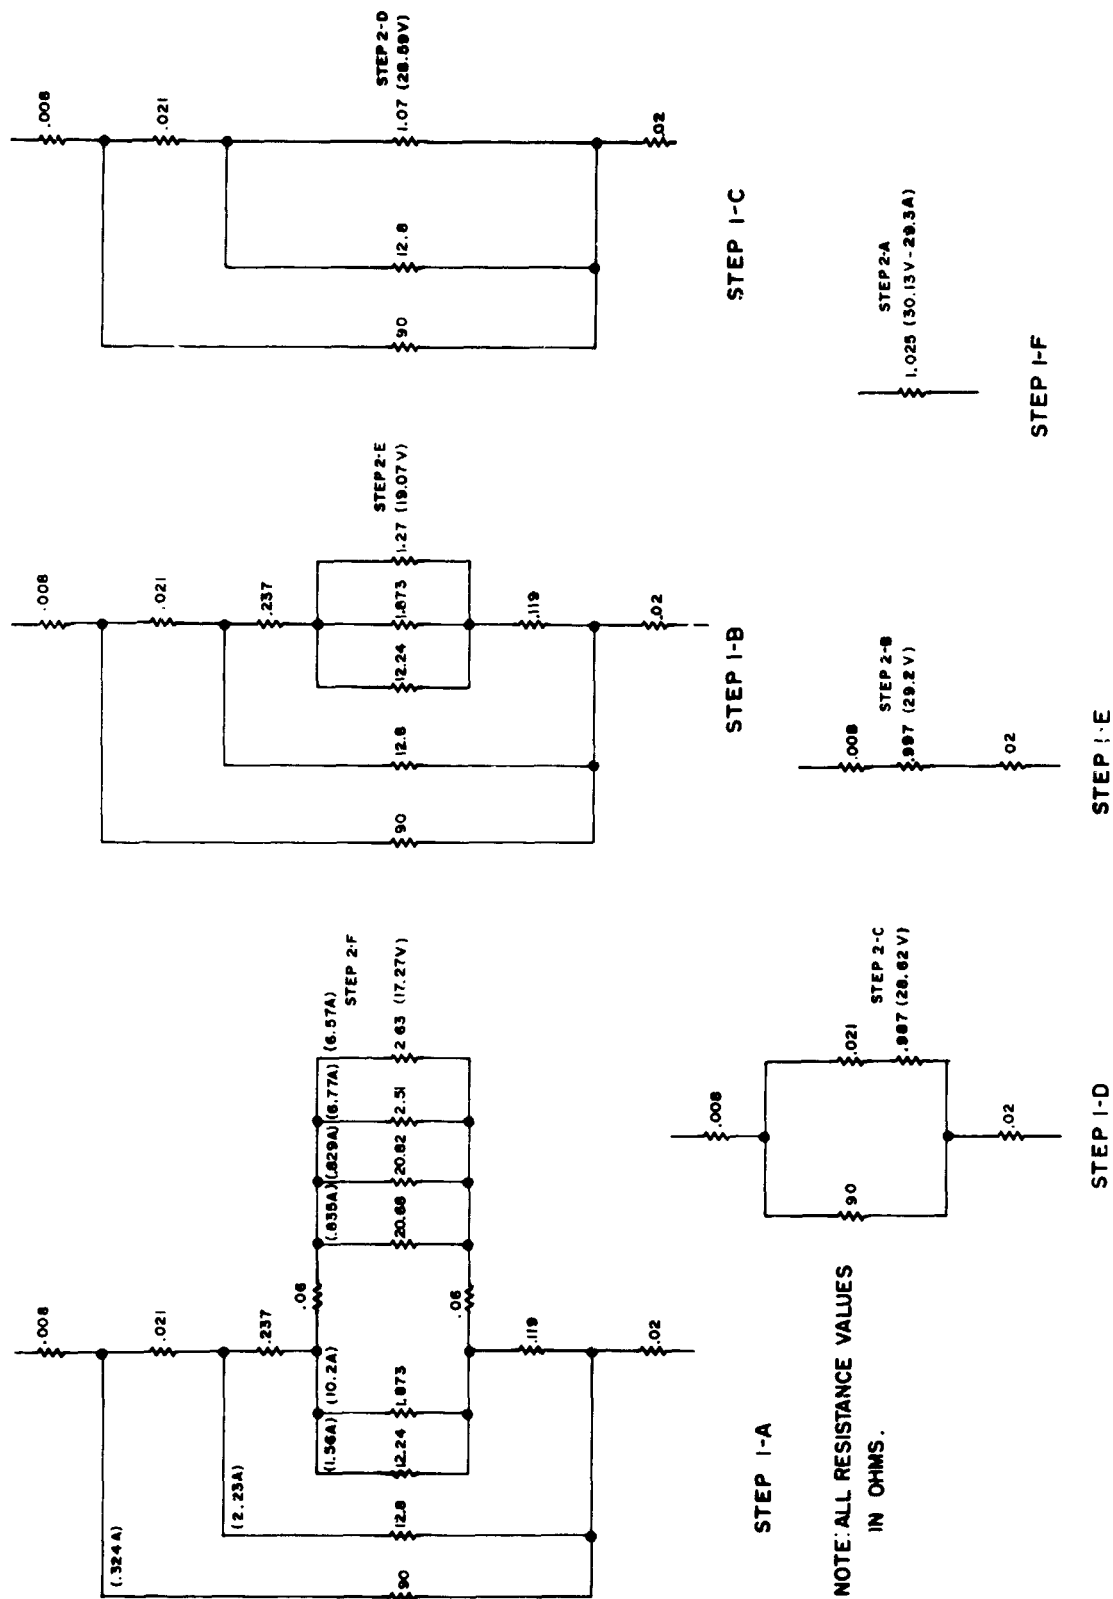 .008
.021
.237
(.324A)
(2.23A)
(1.56A)
(10.2A)
.06
(.835A)
(.829A)
(6.77A)
(6.57A)
STEP 2-F
90
12.8
12.24
1.873
20.68
20.82
2.51
2.63 (17.27V)
.06
.119
.02
STEP 1-A
NOTE: ALL RESISTANCE VALUES
IN OHMS.
.008
.021
.237
STEP 2-E
90
12.8
12.24
1.873
1.27 (19.07V)
.119
.02
STEP 1-B
.008
.021
STEP 2-D
90
12.8
1.07 (28.59V)
.02
STEP 1-C
.008
90
.021
STEP 2-C
.987 (28.62V)
.02
STEP 1-D
.008
STEP 2-B
.997 (29.2V)
.02
STEP 1-E
STEP 2-A
1.025 (30.13V-29.3A)
STEP 1-F